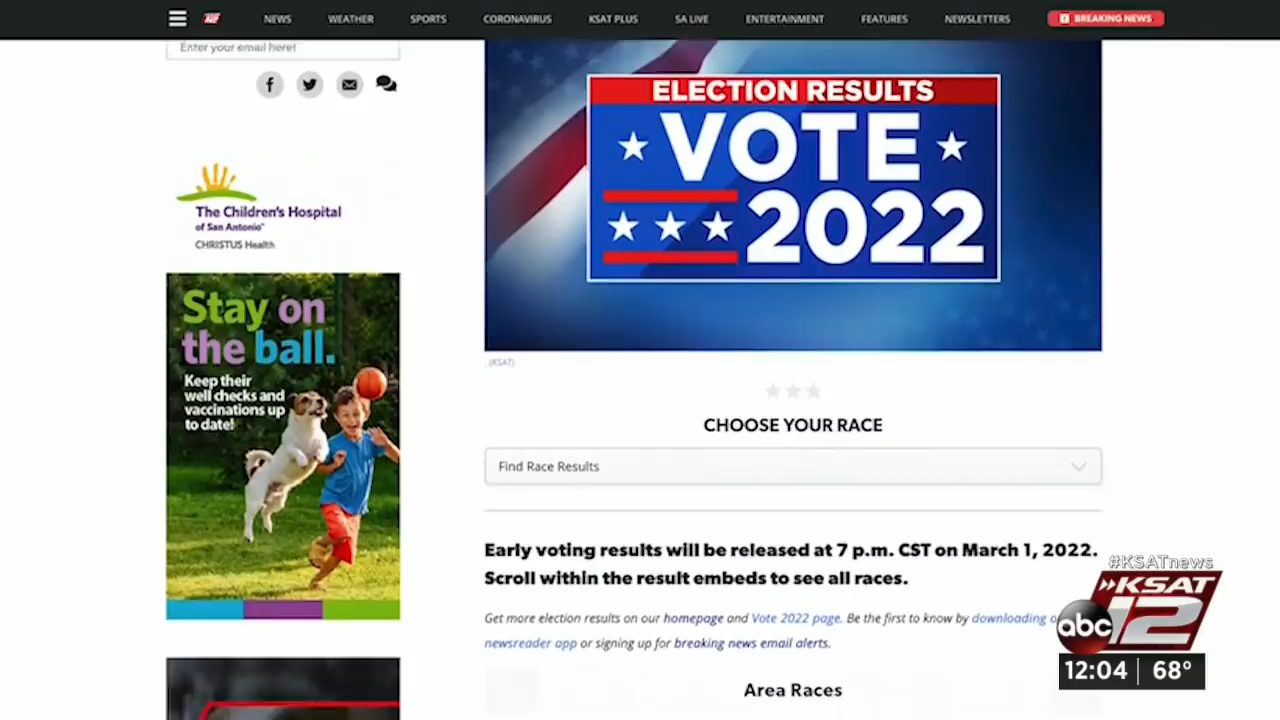 NEWS WEATHER SPORTS CORONAVIRUS KSAT PLUS SA LIVE ENTERTAINMENT FEATURES NEWSLETTERS BREAKING NEWS
Enter your email here!
The Children's Hospital
of San Antonio™
CHRISTUS Health
Stay on
the ball.
Keep their
well checks and
vaccinations up
to date!
ELECTION RESULTS
VOTE
2022
. (KSAT)
CHOOSE YOUR RACE
Find Race Results
Early voting results will be released at 7 p.m. CST on March 1, 2022.
Scroll within the result embeds to see all races.
Get more election results on our homepage and Vote 2022 page. Be the first to know by downloading o
newsreader app or signing up for breaking news email alerts.
Area Races
#KSATnews
KSAT
abc 12
12:04 68°